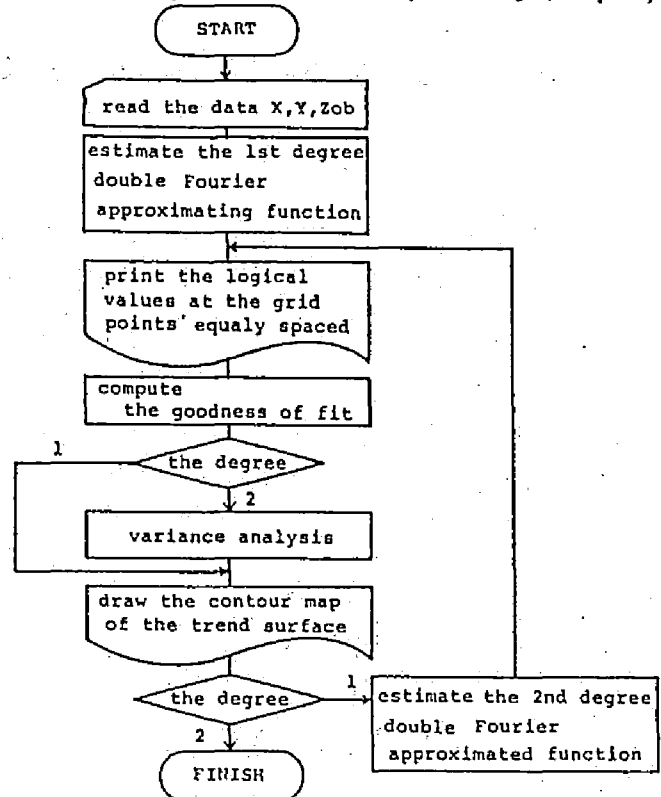 START
read the data X,Y,Zob
estimate the 1st degree
double Fourier
approximating function
print the logical
values at the grid
points equaly spaced
compute
the goodness of fit
1
the degree
2
variance analysis
draw the contour map
of the trend surface
the degree
1
estimate the 2nd degree
double Fourier
approximated function
2
FINISH